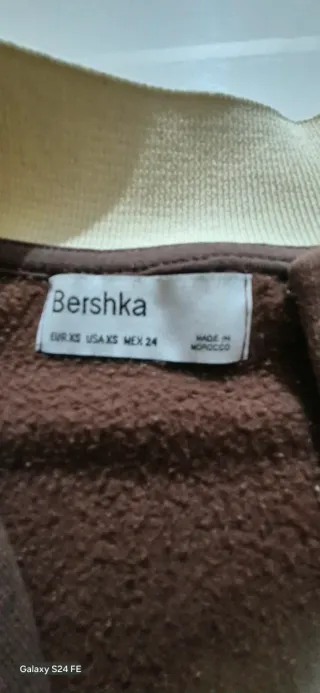 Bershka
EUR XS USA XS MEX 24
MADE IN
MOROCCO
Galaxy S24 FE